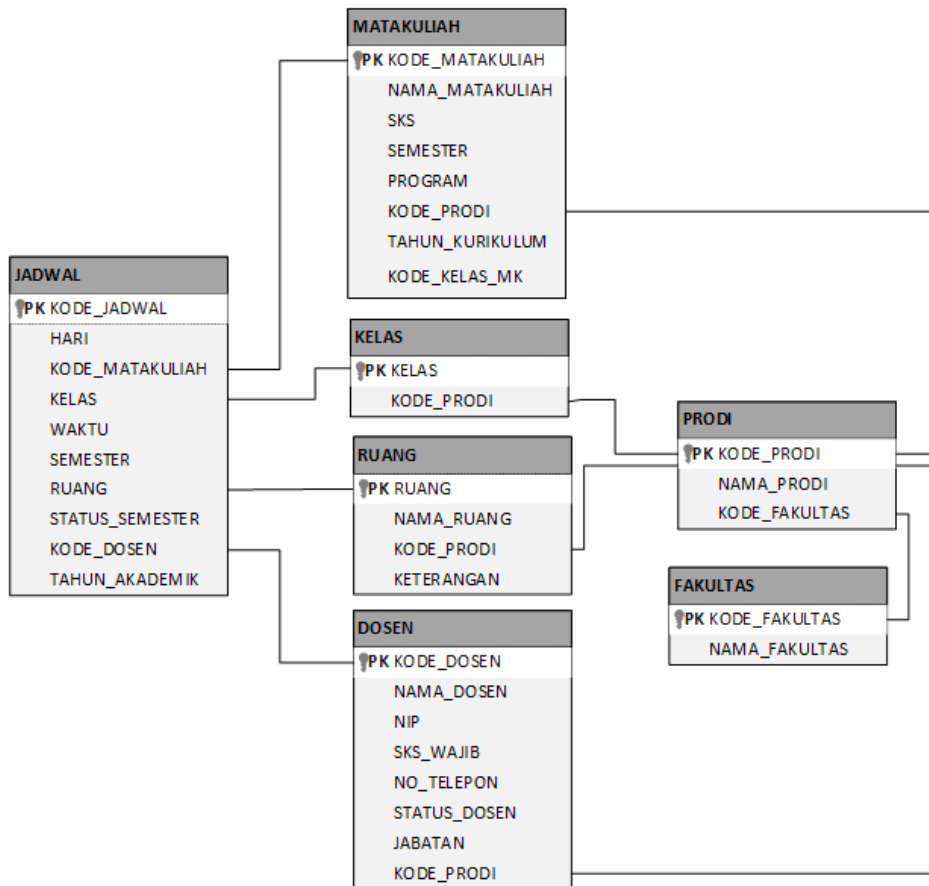 MATAKULIAH
PK KODE_MATAKULIAH
NAMA_MATAKULIAH
SKS
SEMESTER
PROGRAM
KODE_PRODI
TAHUN_KURIKULUM
KODE_KELAS_MK
JADWAL
PK KODE_JADWAL
HARI
KODE_MATAKULIAH
KELAS
WAKTU
SEMESTER
RUANG
STATUS_SEMESTER
KODE_DOSEN
TAHUN_AKADEMIK
KELAS
PK KELAS
KODE_PRODI
RUANG
PK RUANG
NAMA_RUANG
KODE_PRODI
KETERANGAN
DOSEN
PK KODE_DOSEN
NAMA_DOSEN
NIP
SKS_WAJIB
NO_TELEPON
STATUS_DOSEN
JABATAN
KODE_PRODI
PRODI
PK KODE_PRODI
NAMA_PRODI
KODE_FAKULTAS
FAKULTAS
PK KODE_FAKULTAS
NAMA_FAKULTAS